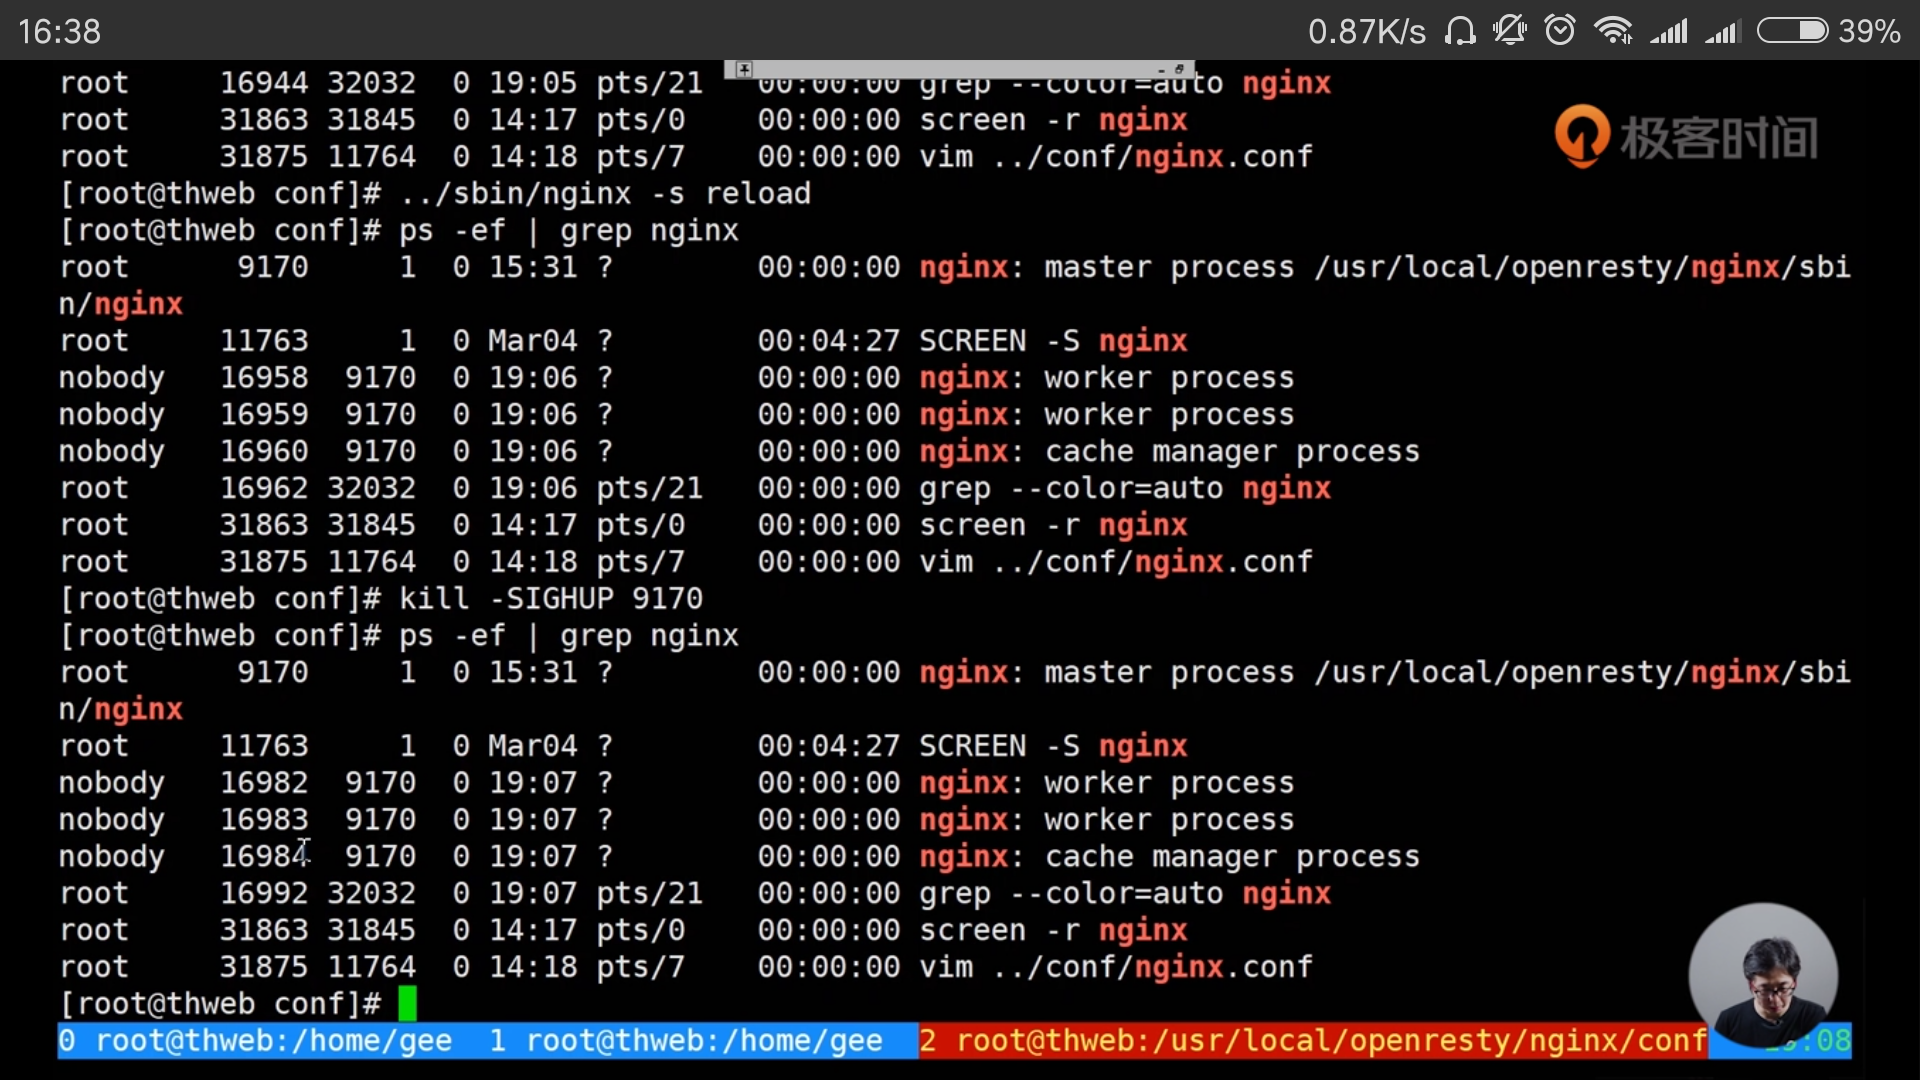 16:38 0.87K/s 39%
root 16944 32032 0 19:05 pts/21 00:00:00 grep --color=auto nginx
root 31863 31845 0 14:17 pts/0 00:00:00 screen -r nginx
root 31875 11764 0 14:18 pts/7 00:00:00 vim ../conf/nginx.conf
极客时间
[root@thweb conf]# ../sbin/nginx -s reload
[root@thweb conf]# ps -ef | grep nginx
root 9170 1 0 15:31 ? 00:00:00 nginx: master process /usr/local/openresty/nginx/sbi
n/nginx
root 11763 1 0 Mar04 ? 00:04:27 SCREEN -S nginx
nobody 16958 9170 0 19:06 ? 00:00:00 nginx: worker process
nobody 16959 9170 0 19:06 ? 00:00:00 nginx: worker process
nobody 16960 9170 0 19:06 ? 00:00:00 nginx: cache manager process
root 16962 32032 0 19:06 pts/21 00:00:00 grep --color=auto nginx
root 31863 31845 0 14:17 pts/0 00:00:00 screen -r nginx
root 31875 11764 0 14:18 pts/7 00:00:00 vim ../conf/nginx.conf
[root@thweb conf]# kill -SIGHUP 9170
[root@thweb conf]# ps -ef | grep nginx
root 9170 1 0 15:31 ? 00:00:00 nginx: master process /usr/local/openresty/nginx/sbi
n/nginx
root 11763 1 0 Mar04 ? 00:04:27 SCREEN -S nginx
nobody 16982 9170 0 19:07 ? 00:00:00 nginx: worker process
nobody 16983 9170 0 19:07 ? 00:00:00 nginx: worker process
nobody 16984 9170 0 19:07 ? 00:00:00 nginx: cache manager process
root 16992 32032 0 19:07 pts/21 00:00:00 grep --color=auto nginx
root 31863 31845 0 14:17 pts/0 00:00:00 screen -r nginx
root 31875 11764 0 14:18 pts/7 00:00:00 vim ../conf/nginx.conf
[root@thweb conf]#
0 root@thweb:/home/gee 1 root@thweb:/home/gee 2 root@thweb:/usr/local/openresty/nginx/conf